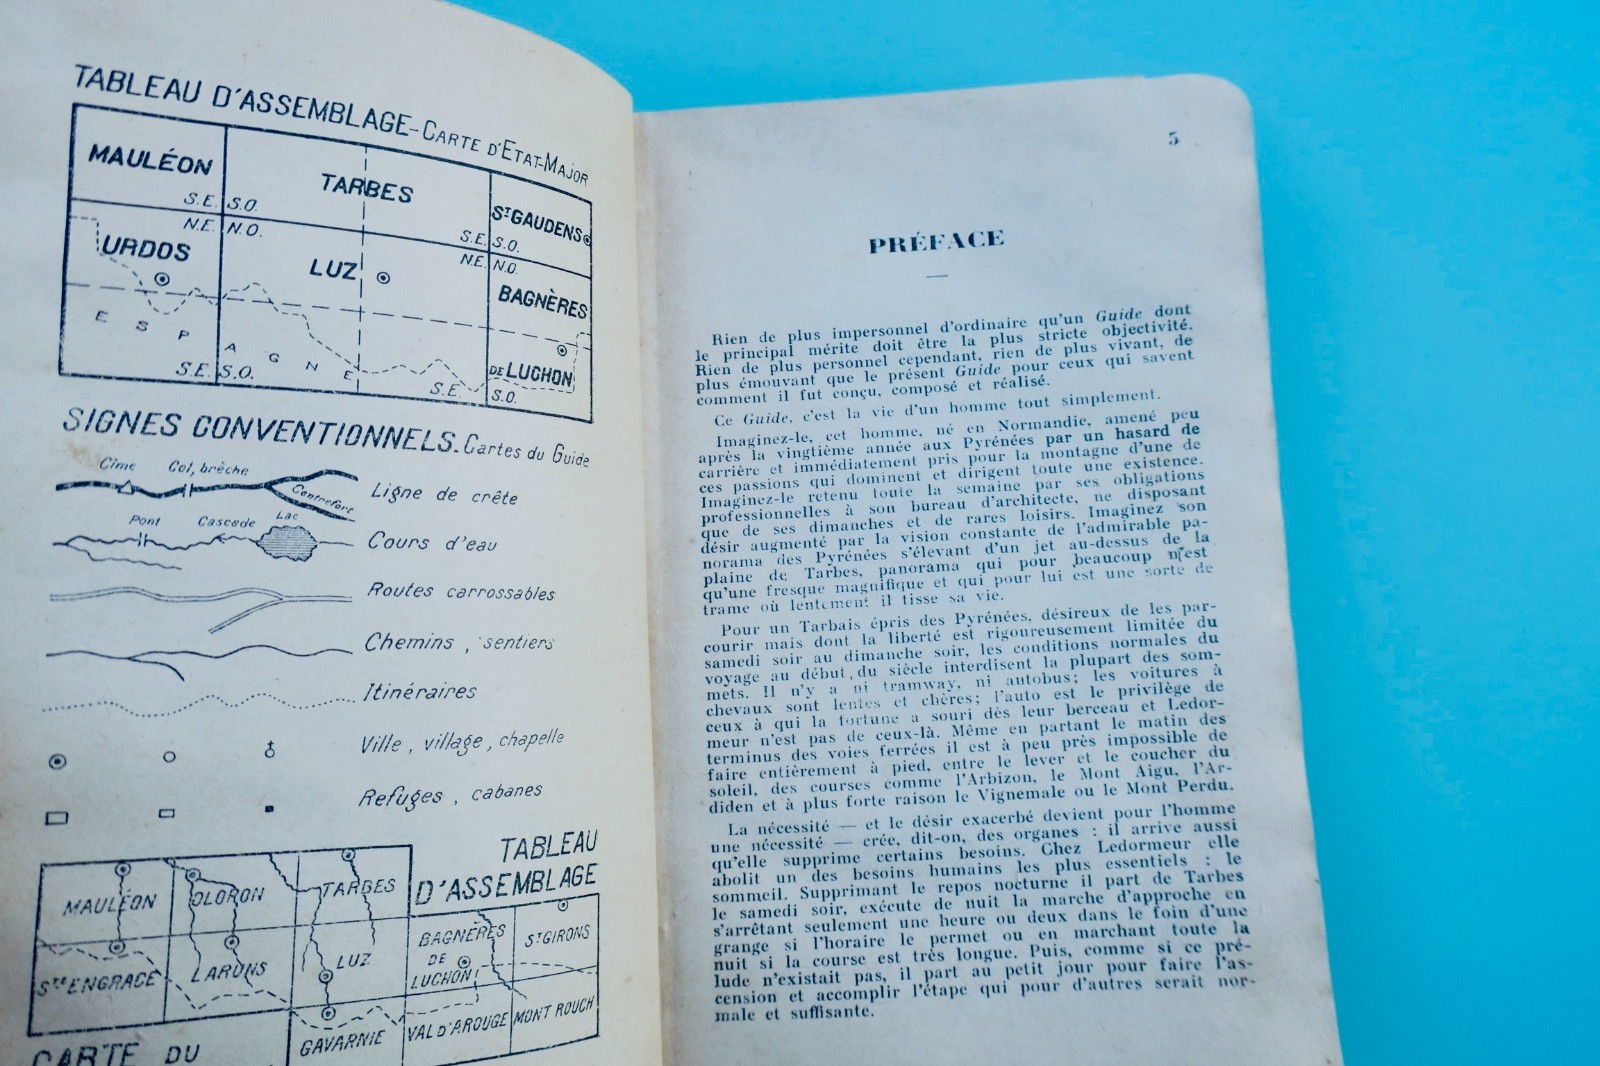 TABLEAU D'ASSEMBLAGE-CARTE D'ETAT-MAJOR
MAULÉON
TARBES
ST GAUDENS
S.E. S.O.
S.E. S.O.
N.E. N.O.
N.E. N.O.
URDOS
LUZ
BAGNÈRES
DE LUCHON
ESPAGNE
S.E. S.O.
S.E. S.O.
SIGNES CONVENTIONNELS. Cartes du Guide
Cîme
Col, brèche
Contrefort
Ligne de crête
Pont
Cascade
Lac
Cours d'eau
Routes carrossables
Chemins, sentiers
Itinéraires
Ville, village, chapelle
Refuges, cabanes
TABLEAU
D'ASSEMBLAGE
MAULÉON
OLORON
TARBES
BAGNÈRES
DE
LUCHON
ST GIRONS
STE ENGRACE
LARUNS
LUZ
GAVARNIE
VAL D'AROUGE
MONT ROUCH
CARTE DU
5
PRÉFACE
Rien de plus impersonnel d'ordinaire qu'un Guide dont
le principal mérite doit être la plus stricte objectivité.
Rien de plus personnel cependant, rien de plus vivant, de
plus émouvant que le présent Guide pour ceux qui savent
comment il fut conçu, composé et réalisé.
Ce Guide, c'est la vie d'un homme tout simplement.
Imaginez-le, cet homme, né en Normandie, amené peu
après la vingtième année aux Pyrénées par un hasard de
carrière et immédiatement pris pour la montagne d'une de
ces passions qui dominent et dirigent toute une existence.
Imaginez-le retenu toute la semaine par ses obligations
professionnelles à son bureau d'architecte, ne disposant
que de ses dimanches et de rares loisirs. Imaginez son
désir augmenté par la vision constante de l'admirable pa-
norama des Pyrénées s'élevant d'un jet au-dessus de la
plaine de Tarbes, panorama qui pour beaucoup n'est
qu'une fresque magnifique et qui pour lui est une sorte de
trame où lentement il tisse sa vie.
Pour un Tarbais épris des Pyrénées, désireux de les par-
courir mais dont la liberté est rigoureusement limitée du
samedi soir au dimanche soir, les conditions normales du
voyage au début du siècle interdisent la plupart des som-
mets. Il n'y a ni tramway, ni autobus; les voitures à
chevaux sont lentes et chères; l'auto est le privilège de
ceux à qui la fortune a souri dès leur berceau et Ledor-
meur n'est pas de ceux-là. Même en partant le matin des
terminus des voies ferrées il est à peu près impossible de
faire entièrement à pied, entre le lever et le coucher du
soleil, des courses comme l'Arbizon, le Mont Aigu, l'Ar-
diden et à plus forte raison le Vignemale ou le Mont Perdu.
La nécessité — et le désir exacerbé devient pour l'homme
une nécessité — crée, dit-on, des organes : il arrive aussi
qu'elle supprime certains besoins. Chez Ledormeur elle
abolit un des besoins humains les plus essentiels : le
sommeil. Supprimant le repos nocturne il part de Tarbes
le samedi soir, exécute de nuit la marche d'approche en
s'arrêtant seulement une heure ou deux dans le foin d'une
grange si l'horaire le permet ou en marchant toute la
nuit si la course est très longue. Puis, comme si ce pré-
lude n'existait pas, il part au petit jour pour faire l'as-
cension et accomplir l'étape qui pour d'autres serait nor-
male et suffisante.